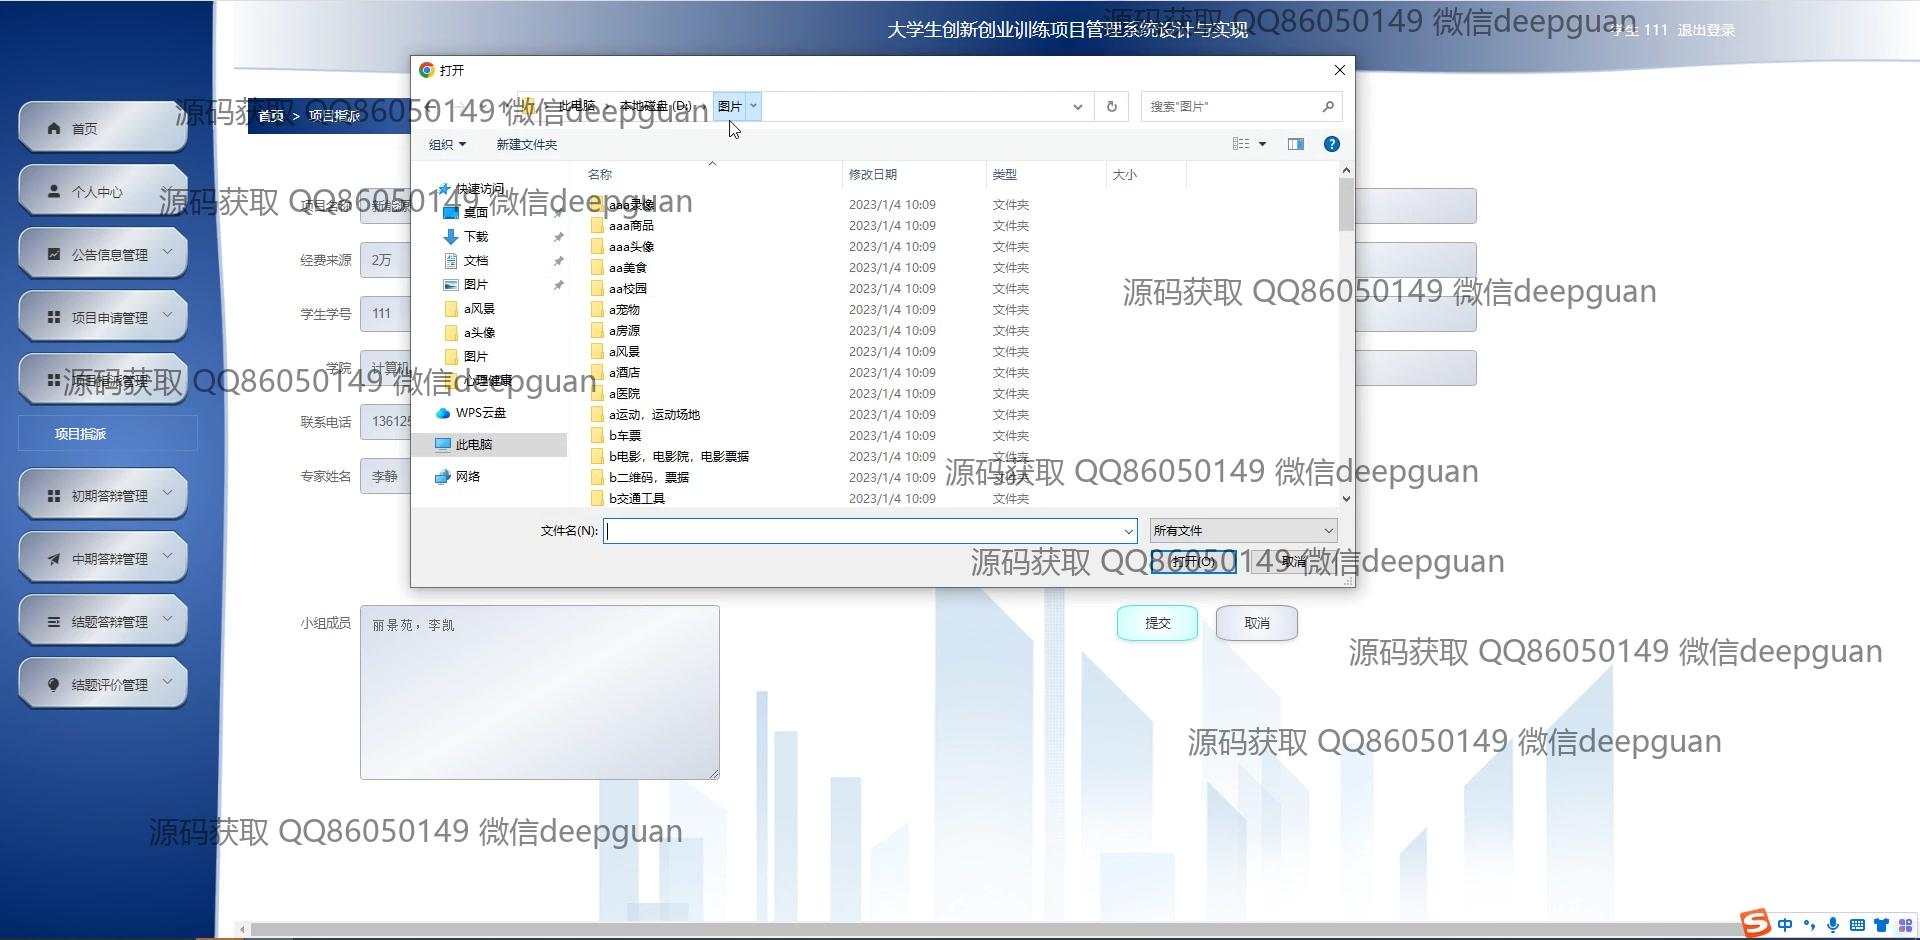 大学生创新创业训练项目管理系统设计与实现
学生 111 退出登录
源码获取 QQ86050149 微信deepguan
首页
个人中心
公告信息管理
项目申请管理
项目指派管理
项目指派
初期答辩管理
中期答辩管理
结题答辩管理
结题评价管理
首页 > 项目指派
源码获取 QQ86050149 微信deepguan
项目名称
新能源
源码获取 QQ86050149 微信deepguan
经费来源
2万
学生学号
111
学院
计算机
源码获取 QQ86050149 微信deepguan
联系电话
136125
专家姓名
李静
打开
此电脑 本地磁盘 (D:) 图片
搜索"图片"
组织
新建文件夹
快速访问
桌面
下载
文档
图片
a风景
a头像
图片
心理健康
WPS云盘
此电脑
网络
名称 修改日期 类型 大小
aaa录像 2023/1/4 10:09 文件夹
aaa商品 2023/1/4 10:09 文件夹
aaa头像 2023/1/4 10:09 文件夹
aa美食 2023/1/4 10:09 文件夹
aa校园 2023/1/4 10:09 文件夹
a宠物 2023/1/4 10:09 文件夹
a房源 2023/1/4 10:09 文件夹
a风景 2023/1/4 10:09 文件夹
a酒店 2023/1/4 10:09 文件夹
a医院 2023/1/4 10:09 文件夹
a运动，运动场地 2023/1/4 10:09 文件夹
b车票 2023/1/4 10:09 文件夹
b电影，电影院，电影票据 2023/1/4 10:09 文件夹
b二维码，票据 2023/1/4 10:09 文件夹
b交通工具 2023/1/4 10:09 文件夹
源码获取 QQ86050149 微信deepguan
源码获取 QQ86050149 微信deepguan
文件名(N):
所有文件
打开(O)
取消
源码获取 QQ86050149 微信deepguan
小组成员
丽景苑，李凯
提交
取消
源码获取 QQ86050149 微信deepguan
源码获取 QQ86050149 微信deepguan
源码获取 QQ86050149 微信deepguan
中